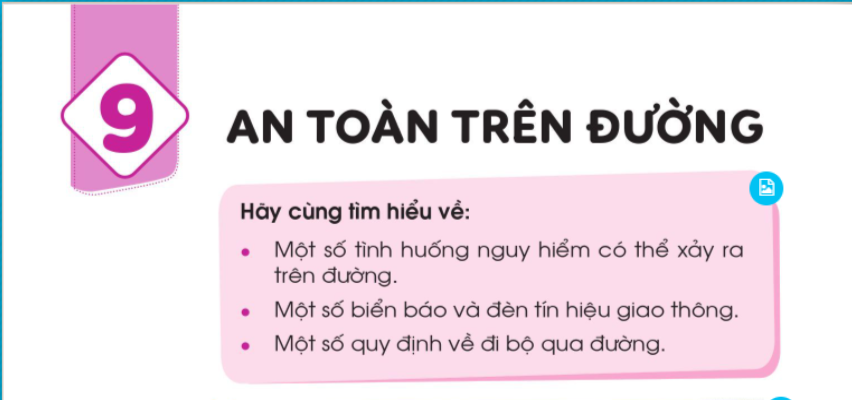 9
AN TOÀN TRÊN ĐƯỜNG
Hãy cùng tìm hiểu về:
• Một số tình huống nguy hiểm có thể xảy ra
trên đường.
• Một số biển báo và đèn tín hiệu giao thông.
• Một số quy định về đi bộ qua đường.